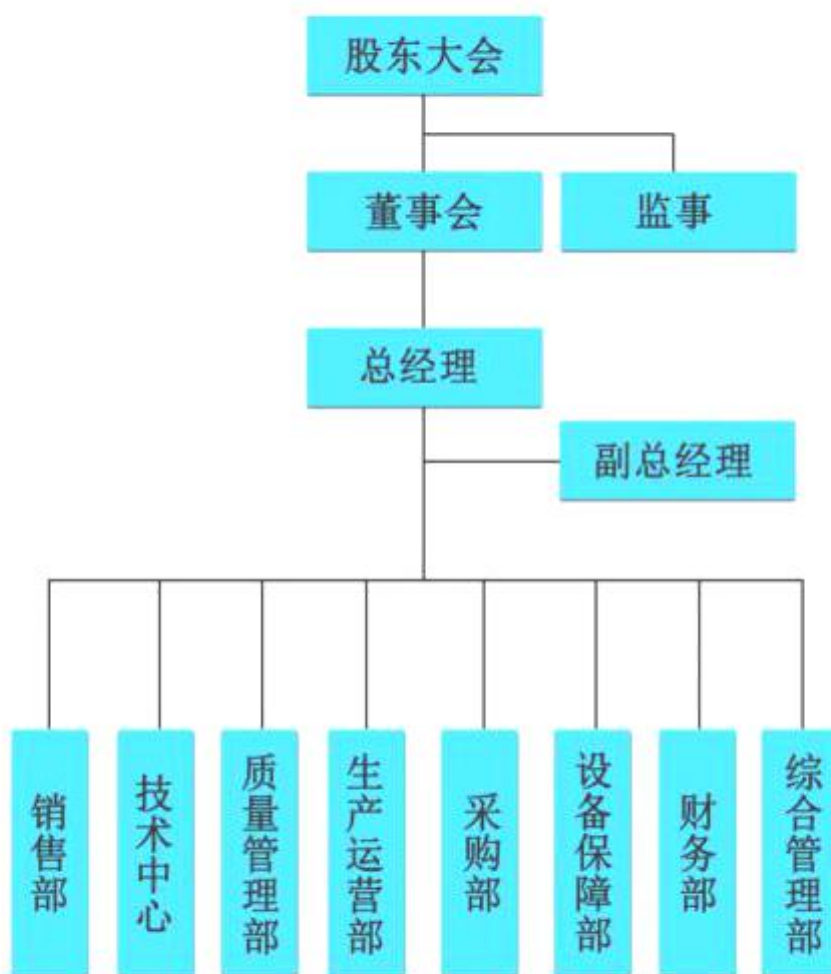 股东大会
董事会
监事
总经理
副总经理
销售部
技术中心
质量管理部
生产运营部
采购部
设备保障部
财务部
综合管理部